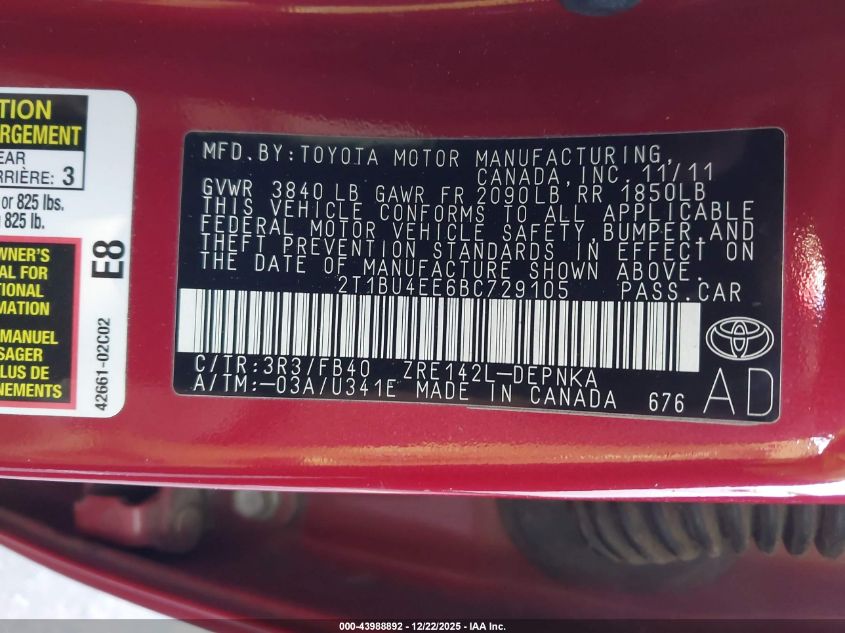 TION
ARGEMENT
EAR
ARRIÈRE: 3
or 825 lbs.
825 lb.
WNER'S
AL FOR
TIONAL
RMATION
MANUEL
SAGER
PLUS DE
NEMENTS
E8
42661-02C02
MFD.BY:TOYOTA MOTOR MANUFACTURING,
CANADA,INC. 11/11
GVWR 3840 LB GAWR FR 2090LB RR 1850LB
THIS VEHICLE CONFORMS TO ALL APPLICABLE
FEDERAL MOTOR VEHICLE SAFETY,BUMPER,AND
THEFT PREVENTION STANDARDS IN EFFECT ON
THE DATE OF MANUFACTURE SHOWN ABOVE.
2T1BU4EE6BC729105 PASS.CAR
C/TR:3R3/FB40 ZRE142L-DEPNKA
A/TM:-03A/U341E MADE IN CANADA 676
AD
000-43988892 - 12/22/2025 - IAA Inc.